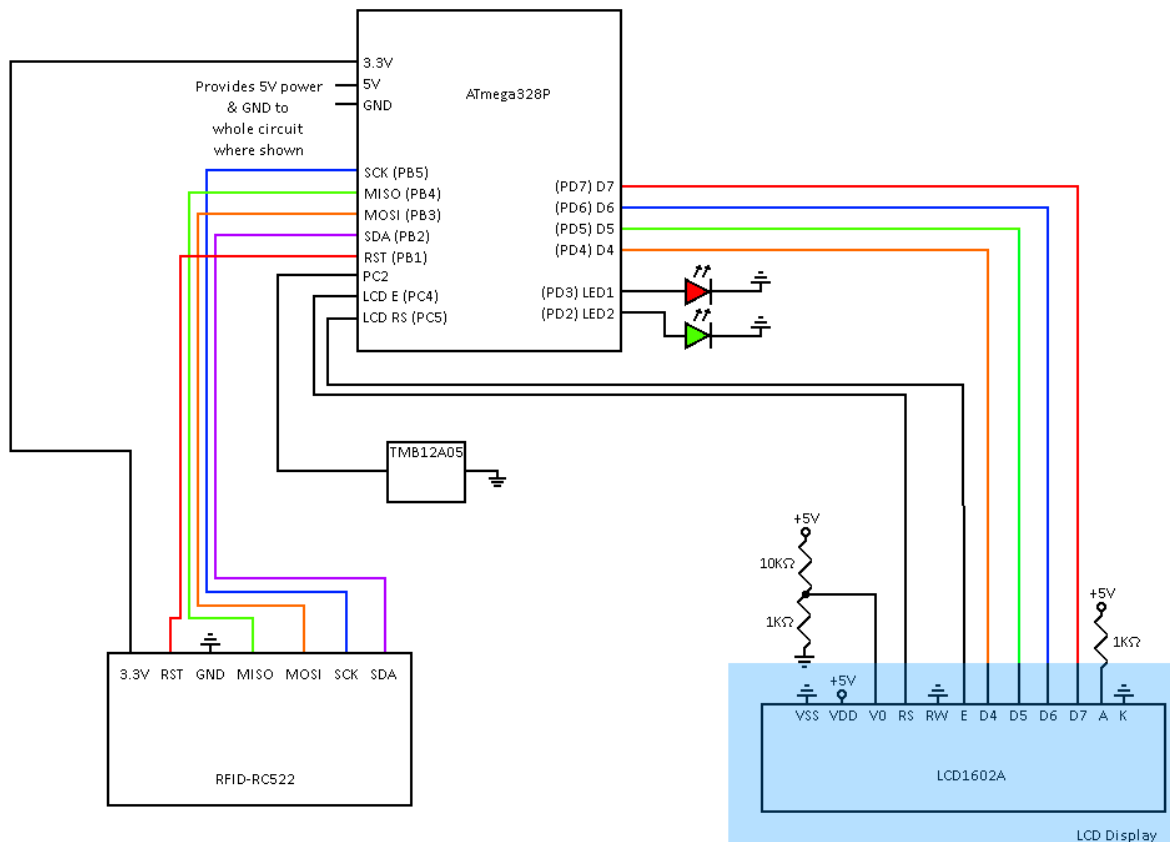 3.3V
5V
GND
ATmega328P
Provides 5V power
& GND to
whole circuit
where shown
SCK (PB5)
MISO (PB4)
MOSI (PB3)
SDA (PB2)
RST (PB1)
PC2
LCD E (PC4)
LCD RS (PC5)
(PD7) D7
(PD6) D6
(PD5) D5
(PD4) D4
(PD3) LED1
(PD2) LED2
TMB12A05
+5V
10KΩ
1KΩ
+5V
1KΩ
3.3V RST GND MISO MOSI SCK SDA
RFID-RC522
+5V
VSS VDD V0 RS RW E D4 D5 D6 D7 A K
LCD1602A
LCD Display